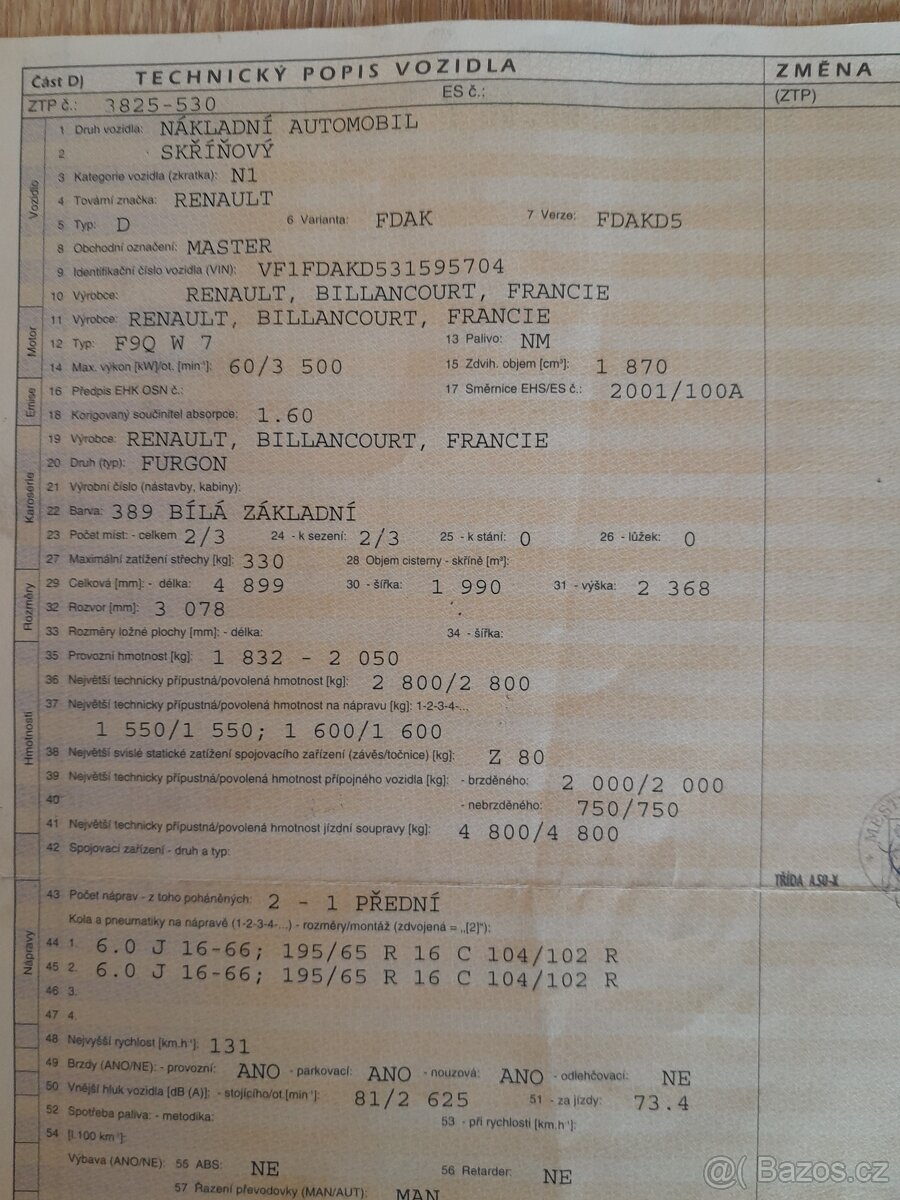 Část D) TECHNICKÝ POPIS VOZIDLA ZMĚNA
ZTP č.: 3825-530 ES č.: (ZTP)
Vozidlo
1 Druh vozidla: NÁKLADNÍ AUTOMOBIL
2 SKŘÍŇOVÝ
3 Kategorie vozidla (zkratka): N1
4 Tovární značka: RENAULT
5 Typ: D 6 Varianta: FDAK 7 Verze: FDAKD5
8 Obchodní označení: MASTER
9 Identifikační číslo vozidla (VIN): VF1FDAKD531595704
10 Výrobce: RENAULT, BILLANCOURT, FRANCIE
Motor
11 Výrobce: RENAULT, BILLANCOURT, FRANCIE
12 Typ: F9Q W 7 13 Palivo: NM
14 Max. výkon [kW]/ot. [min⁻¹]: 60/3 500 15 Zdvih. objem [cm³]: 1 870
Emise
16 Předpis EHK OSN č.: 17 Směrnice EHS/ES č.: 2001/100A
18 Korigovaný součinitel absorpce: 1.60
Karoserie
19 Výrobce: RENAULT, BILLANCOURT, FRANCIE
20 Druh (typ): FURGON
21 Výrobní číslo (nástavby, kabiny):
22 Barva: 389 BÍLÁ ZÁKLADNÍ
23 Počet míst: - celkem 2/3 24 - k sezení: 2/3 25 - k stání: 0 26 - lůžek: 0
27 Maximální zatížení střechy [kg]: 330 28 Objem cisterny - skříně [m³]:
Rozměry
29 Celková [mm]: - délka: 4 899 30 - šířka: 1 990 31 - výška: 2 368
32 Rozvor [mm]: 3 078
33 Rozměry ložné plochy [mm]: - délka: 34 - šířka:
Hmotnosti
35 Provozní hmotnost [kg]: 1 832 - 2 050
36 Největší technicky přípustná/povolená hmotnost [kg]: 2 800/2 800
37 Největší technicky přípustná/povolená hmotnost na nápravu [kg]: 1-2-3-4-...
1 550/1 550; 1 600/1 600
38 Největší svislé statické zatížení spojovacího zařízení (závěs/točnice) [kg]: Z 80
39 Největší technicky přípustná/povolená hmotnost přípojného vozidla [kg]: - brzděného: 2 000/2 000
40 - nebrzděného: 750/750
41 Největší technicky přípustná/povolená hmotnost jízdní soupravy [kg]: 4 800/4 800
42 Spojovací zařízení - druh a typ:
TŘÍDA
Nápravy
43 Počet náprav - z toho poháněných: 2 - 1 PŘEDNÍ
Kola a pneumatiky na nápravě (1-2-3-4-...) - rozměry/montáž (zdvojená = „[2]"):
44 1. 6.0 J 16-66; 195/65 R 16 C 104/102 R
45 2. 6.0 J 16-66; 195/65 R 16 C 104/102 R
46 3.
47 4.
48 Nejvyšší rychlost [km.h⁻¹]: 131
49 Brzdy (ANO/NE): - provozní: ANO - parkovací: ANO - nouzová: ANO - odlehčovací: NE
50 Vnější hluk vozidla [dB (A)]: - stojícího/ot.[min⁻¹]: 81/2 625 51 - za jízdy: 73.4
52 Spotřeba paliva: - metodika: 53 - při rychlosti [km.h⁻¹]:
54 [l.100 km⁻¹]:
Výbava (ANO/NE): 55 ABS: NE 56 Retarder: NE
57 Řazení převodovky (MAN/AUT): MAN
@( Bazos.cz